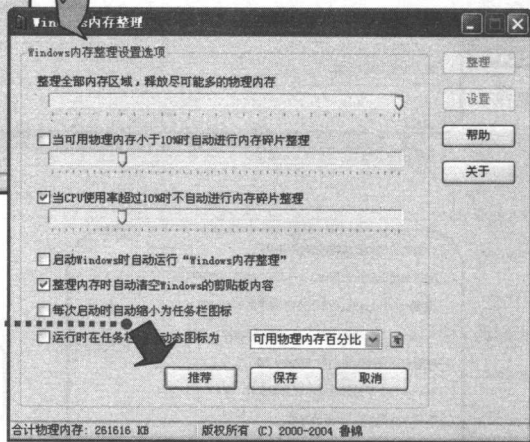 Windows内存整理
Windows内存整理设置选项
整理全部内存区域，释放尽可能多的物理内存
当可用物理内存小于10%时自动进行内存碎片整理
当CPU使用率超过10%时不自动进行内存碎片整理
启动Windows时自动运行“Windows内存整理”
整理内存时自动清空Windows的剪贴板内容
每次启动时自动缩小为任务栏图标
运行时在任务栏 动态图标为 可用物理内存百分比
推荐 保存 取消
整理
设置
帮助
关于
合计物理内存: 261616 KB 版权所有 (C) 2000-2004 鲁锦